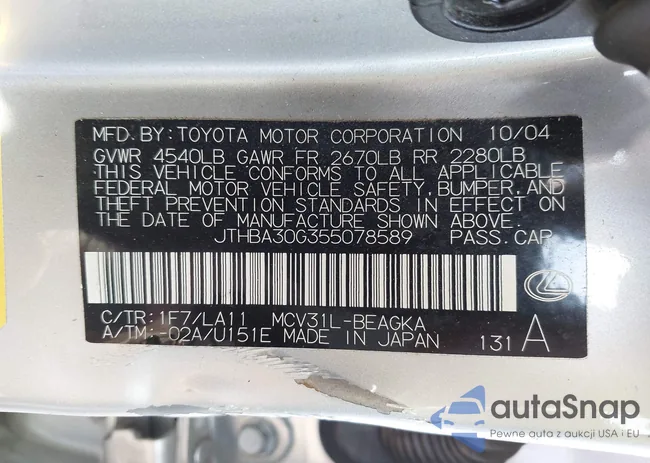 MFD. BY: TOYOTA MOTOR CORPORATION 10/04
GVWR 4540LB GAWR FR 2670LB RR 2280LB
THIS VEHICLE CONFORMS TO ALL APPLICABLE
FEDERAL MOTOR VEHICLE SAFETY, BUMPER, AND
THEFT PREVENTION STANDARDS IN EFFECT ON
THE DATE OF MANUFACTURE SHOWN ABOVE.
JTHBA30G355078589 PASS. CAR
C/TR: 1F7/LA11 MCV31L-BEAGKA
A/TM: -02A/U151E MADE IN JAPAN 131 A
autaSnap
Pewne auta z aukcji USA i EU